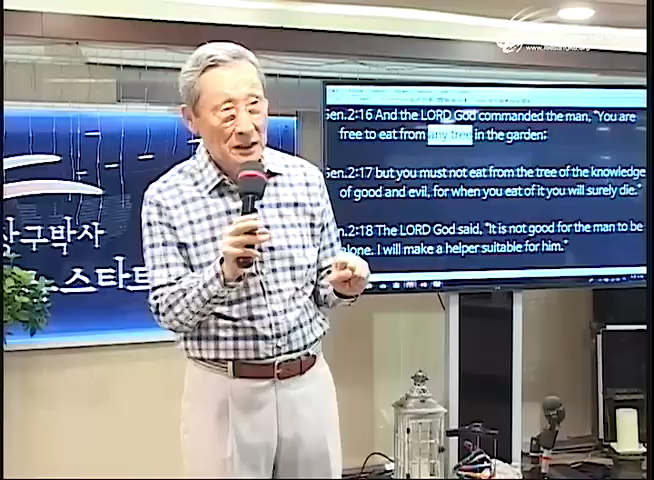 Gen.2:16 And the LORD God commanded the man, "You are
free to eat from any tree in the garden;
Gen.2:17 but you must not eat from the tree of the knowledge
of good and evil, for when you eat of it you will surely die."
Gen.2:18 The LORD God said, "It is not good for the man to be
alone. I will make a helper suitable for him."
상구박사
스타트